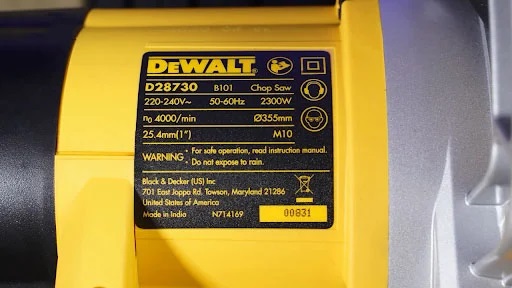 DEWALT®
D28730 B101 Chop Saw
220-240V~ 50-60Hz 2300W
n₀ 4000/min Ø355mm
25.4mm(1") M10
WARNING • For safe operation, read instruction manual.
• Do not expose to rain.
Black & Decker (US) Inc
701 East Joppa Rd. Towson, Maryland 21286
United States of America
Made in India N714169 00831